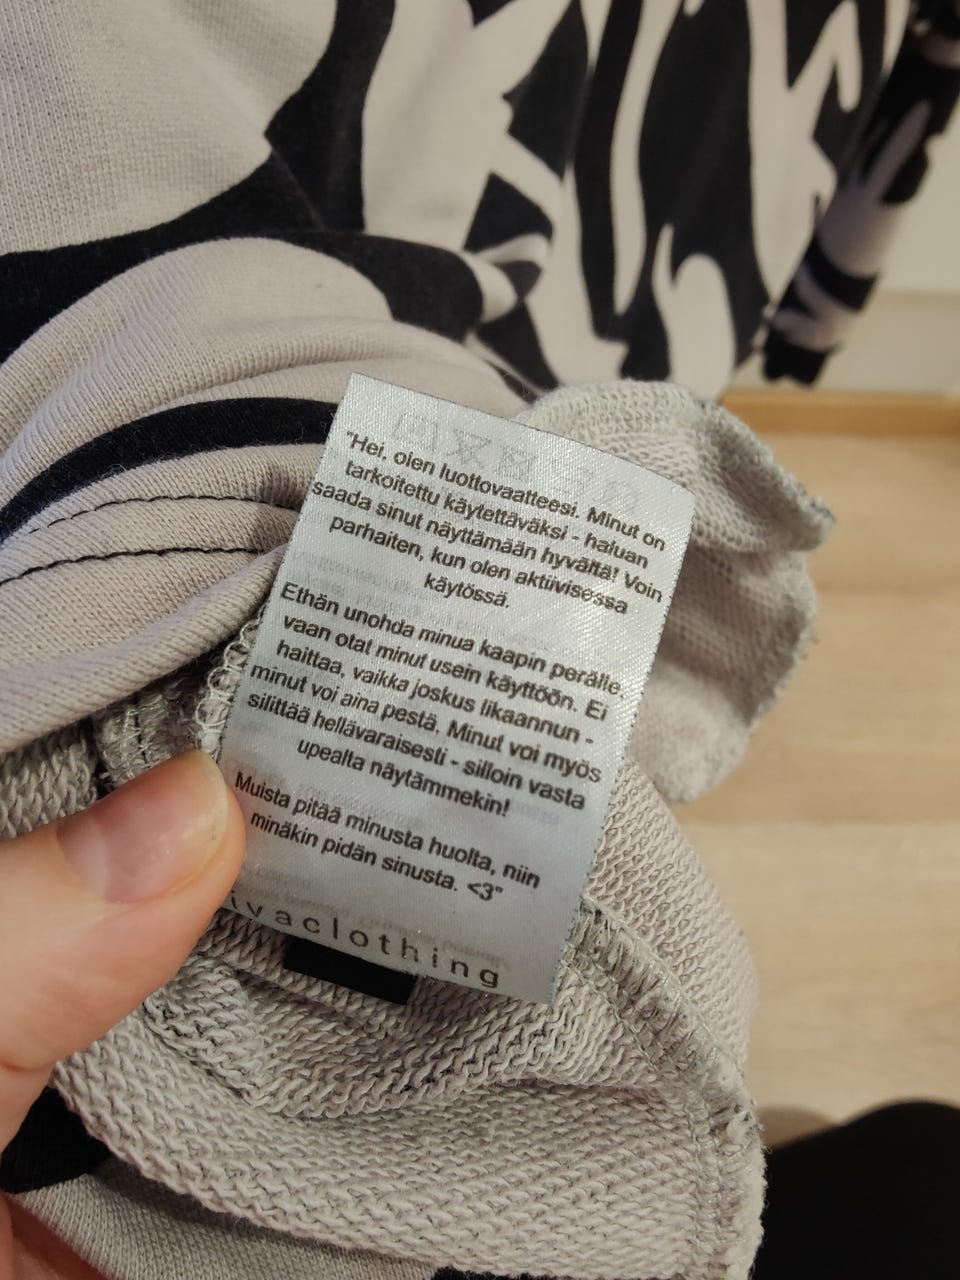 "Hei, olen luottovaatteesi. Minut on
tarkoitettu käytettäväksi - haluan
saada sinut näyttämään hyvältä! Voin
parhaiten, kun olen aktiivisessa
käytössä.
Ethän unohda minua kaapin perälle,
vaan otat minut usein käyttöön. Ei
haittaa, vaikka joskus likaannun -
minut voi aina pestä. Minut voi myös
silittää hellävaraisesti - silloin vasta
upealta näytämmekin!
Muista pitää minusta huolta, niin
minäkin pidän sinusta. <3"
ivaclothing